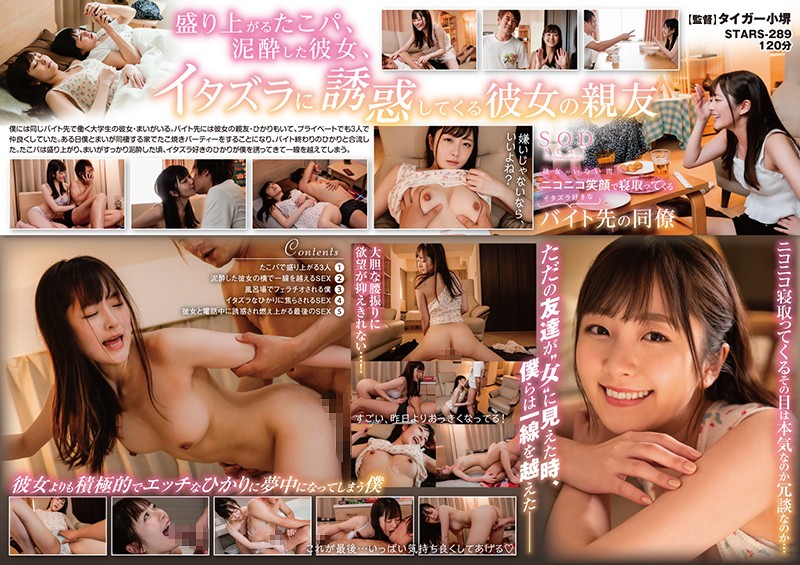 盛り上がるたこパ、
泥酔した彼女、
イタズラに誘惑してくる彼女の親友
【監督】タイガー小堺
STARS-289
120分
僕には同じバイト先で働く大学生の彼女・まいがいる。バイト先には彼女の親友・ひかりもいて、プライベートでも3人で
仲良くしていた。ある日僕とまいが同棲する家でたこ焼きパーティーをすることになり、バイト終わりのひかりと合流し
た。たこパは盛り上がり、まいがすっかり泥酔した頃、イタズラ好きのひかりが僕を誘ってきて一線を越えてしまう。
嫌いじゃないなら、
いいよね？
S.O.D
ニコニコ笑顔で寝取ってくる
イタズラ好きな
バイト先の同僚
Contents
たこパで盛り上がる3人 1
泥酔した彼女の横で一線を越えるSEX 2
風呂場でフェラチオされる僕 3
イタズラなひかりに焦らされるSEX 4
彼女と電話中に誘惑され燃え上がる最後のSEX 5
大胆な腰振りに
欲望が抑えきれない…！
すごい、昨日よりおっきくなってる！
ただの友達が“女”に見えた時、
僕らは一線を越えた――
ニコニコ寝取ってくるその目は本気なのか冗談なのか…
彼女よりも積極的でエッチなひかりに夢中になってしまう僕
これが最後…いっぱい気持ち良くしてあげる♡